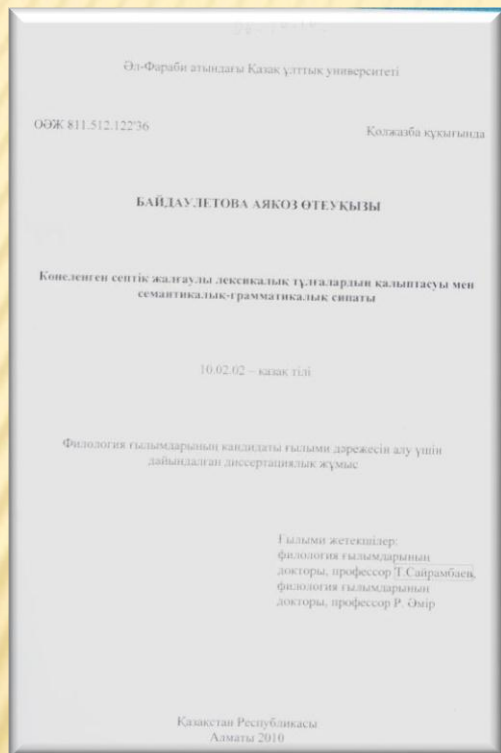 Әл-Фараби атындағы Қазақ ұлттық университеті
ОӘЖ 811.512.122'36
Қолжазба құқығында
БАЙДАУЛЕТОВА АЯКОЗ ӨТЕУҚЫЗЫ
Көнеленген септік жалғаулы лексикалық тұлғалардың қалыптасуы мен
семантикалық-грамматикалық сипаты
10.02.02 – қазақ тілі
Филология ғылымдарының кандидаты ғылыми дәрежесін алу үшін
дайындалған диссертациялық жұмыс
Ғылыми жетекшілер:
филология ғылымдарының
докторы, профессор Т.Сайрамбаев,
филология ғылымдарының
докторы, профессор Р. Әмір
Қазақстан Республикасы
Алматы 2010